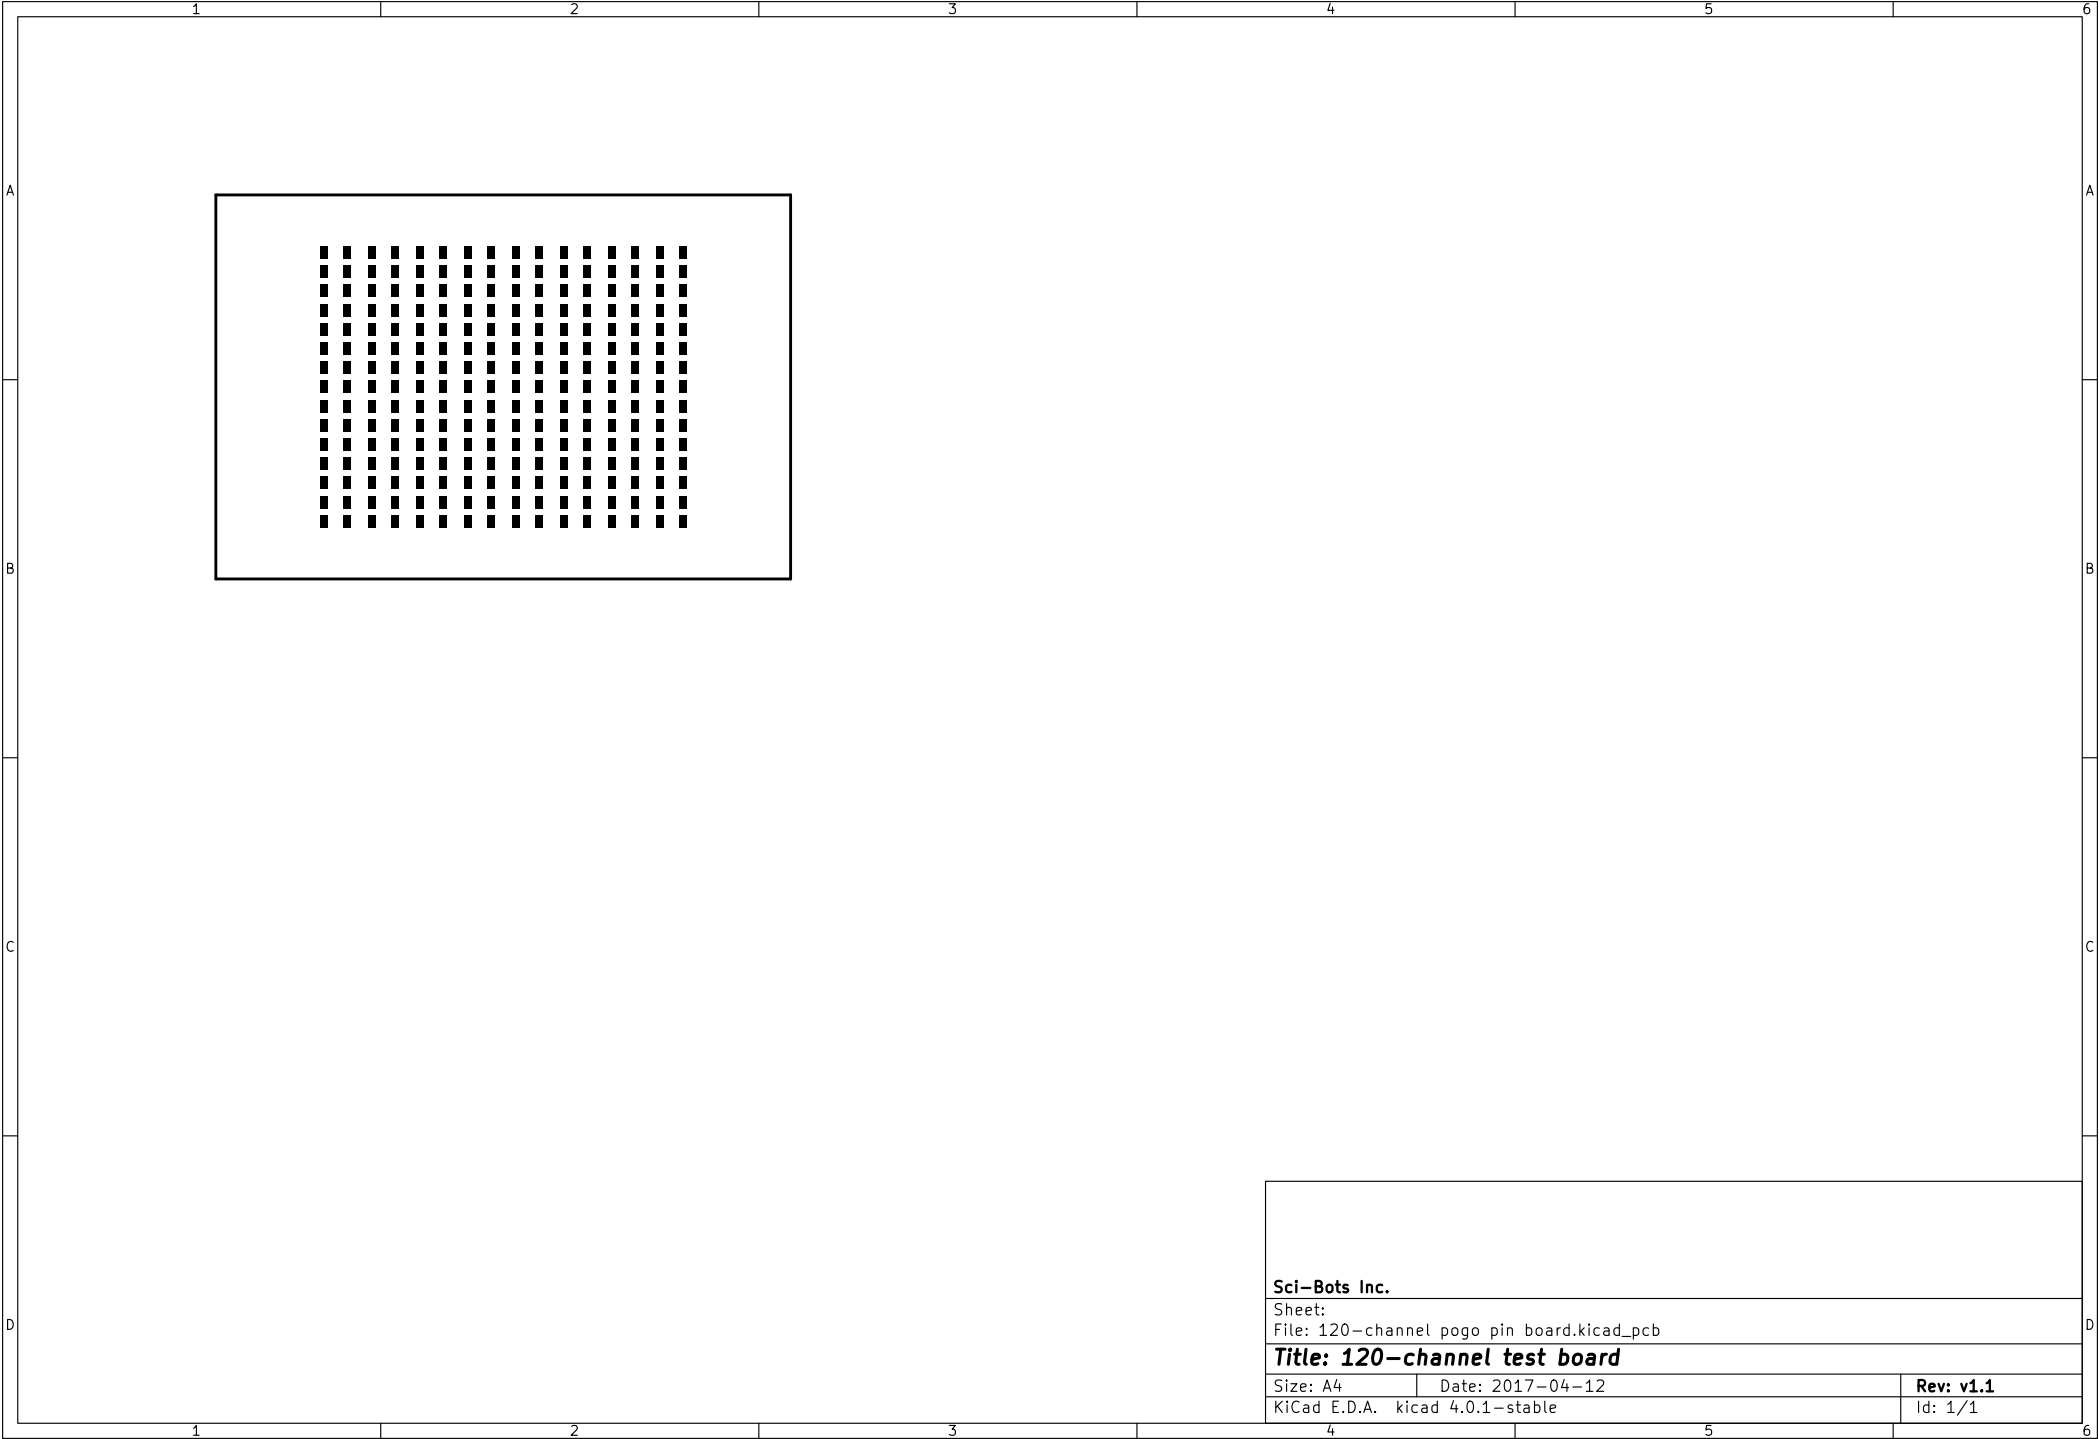 1 2 3 4 5 6
A A
B B
C C
D D
Sci-Bots Inc.
Sheet:
File: 120-channel pogo pin board.kicad_pcb
Title: 120-channel test board
Size: A4 Date: 2017-04-12 Rev: v1.1
KiCad E.D.A. kicad 4.0.1-stable Id: 1/1
1 2 3 4 5 6